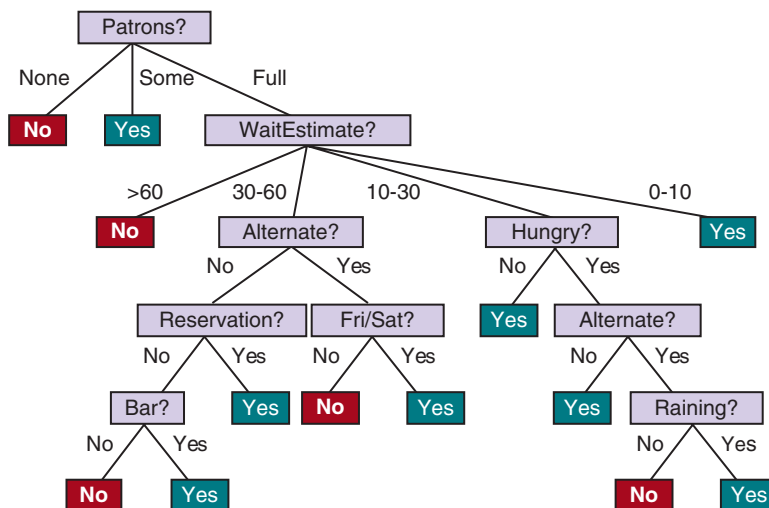 Patrons?
None Some Full
No Yes WaitEstimate?
>60 30-60 10-30 0-10
No Alternate? Hungry? Yes
No Yes No Yes
Reservation? Fri/Sat? Yes Alternate?
No Yes No Yes No Yes
Bar? Yes No Yes Yes Raining?
No Yes No Yes
No Yes No Yes